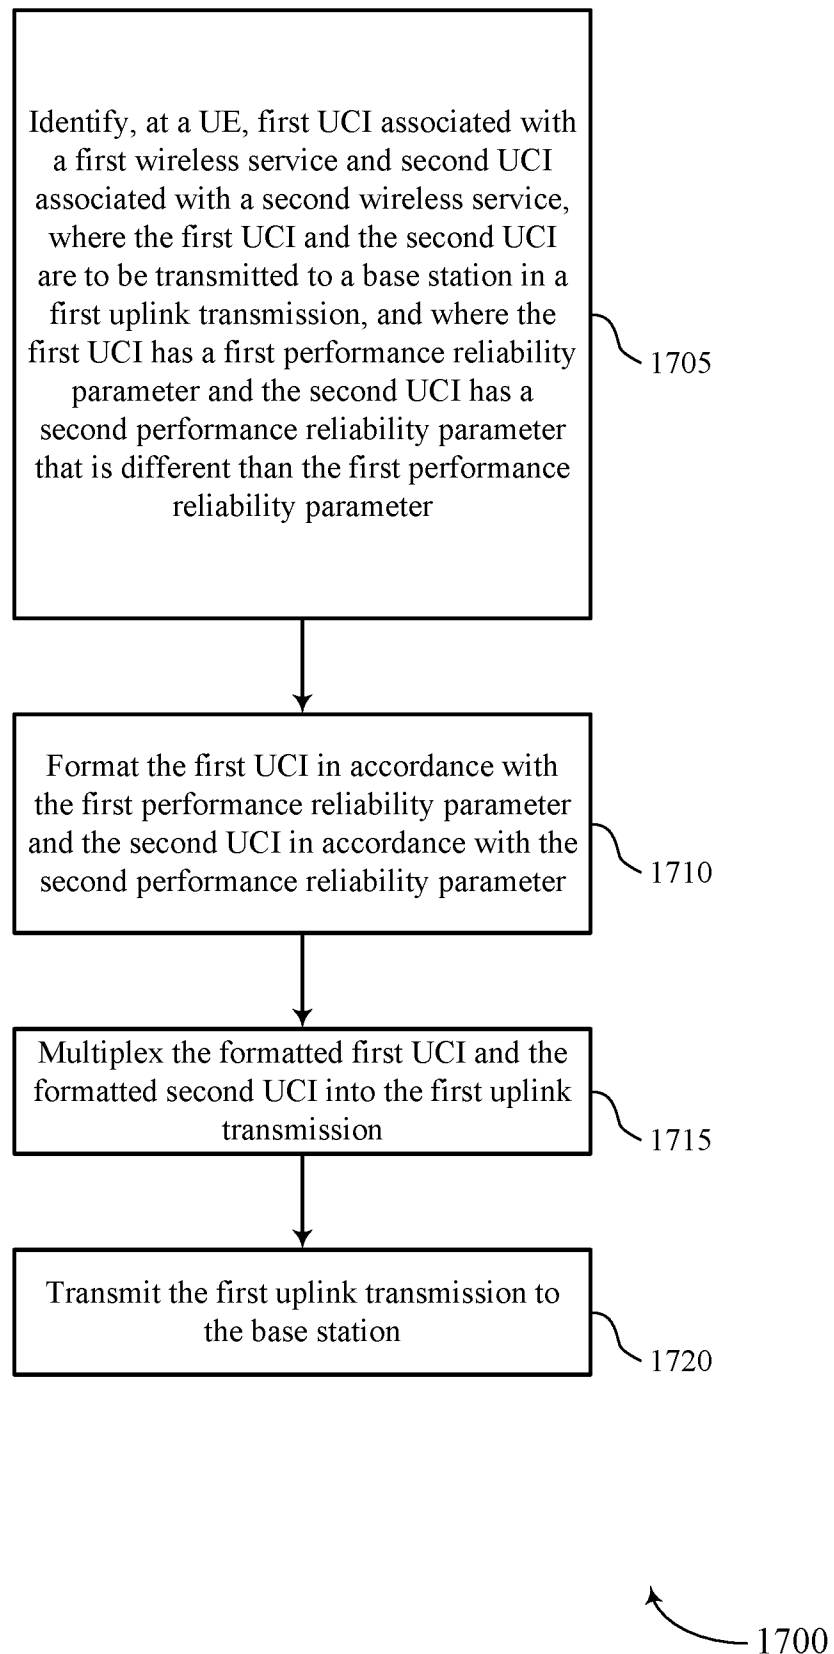 Identify, at a UE, first UCI associated with
a first wireless service and second UCI
associated with a second wireless service,
where the first UCI and the second UCI
are to be transmitted to a base station in a
first uplink transmission, and where the
first UCI has a first performance reliability
parameter and the second UCI has a
second performance reliability parameter
that is different than the first performance
reliability parameter
1705
Format the first UCI in accordance with
the first performance reliability parameter
and the second UCI in accordance with the
second performance reliability parameter
1710
Multiplex the formatted first UCI and the
formatted second UCI into the first uplink
transmission
1715
Transmit the first uplink transmission to
the base station
1720
1700